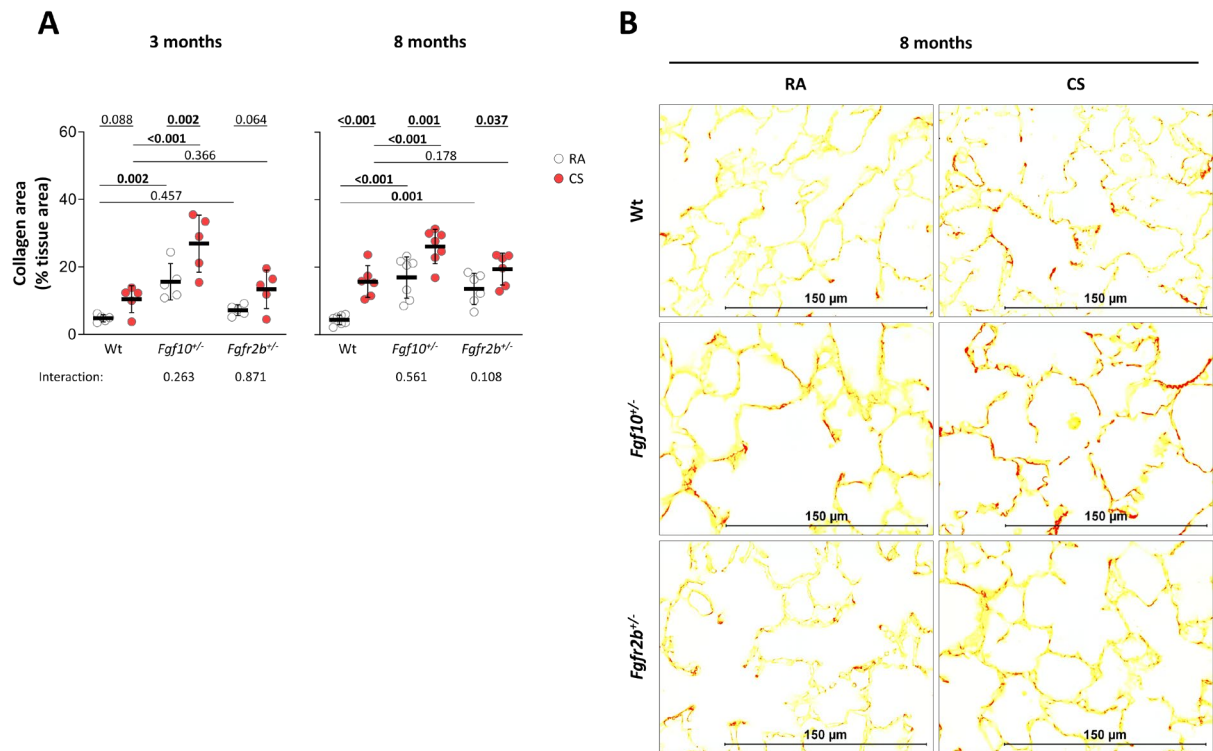 A
3 months
8 months
0.088
0.002
0.064
<0.001
0.366
0.002
0.457
<0.001
0.001
0.037
<0.001
0.178
<0.001
0.001
RA
CS
Collagen area
(% tissue area)
60
40
20
0
Wt
Fgf10+/-
Fgfr2b+/-
Wt
Fgf10+/-
Fgfr2b+/-
Interaction:
0.263
0.871
0.561
0.108
B
8 months
RA
CS
Wt
150 µm
150 µm
Fgf10+/-
150 µm
150 µm
Fgfr2b+/-
150 µm
150 µm